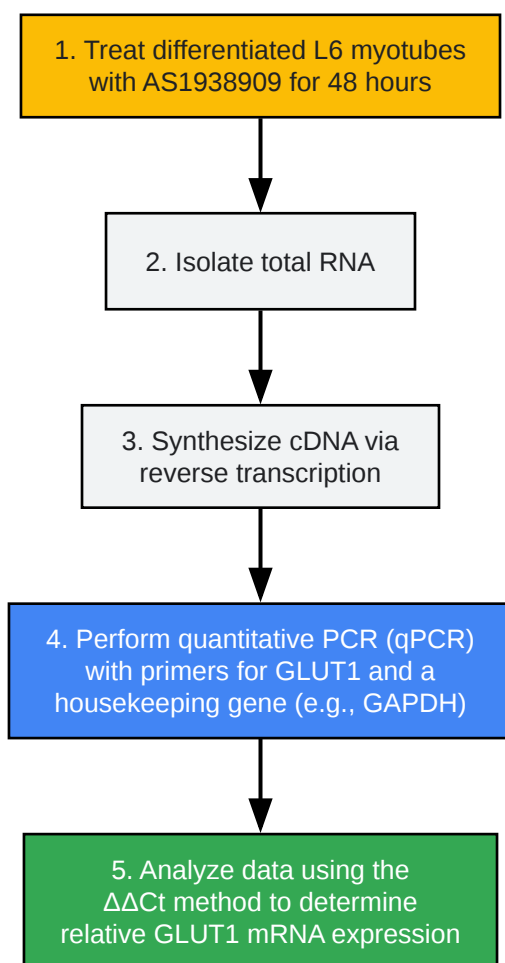 1. Treat differentiated L6 myotubes
with AS1938909 for 48 hours
2. Isolate total RNA
3. Synthesize cDNA via
reverse transcription
4. Perform quantitative PCR (qPCR)
with primers for GLUT1 and a
housekeeping gene (e.g., GAPDH)
5. Analyze data using the
ΔΔCt method to determine
relative GLUT1 mRNA expression